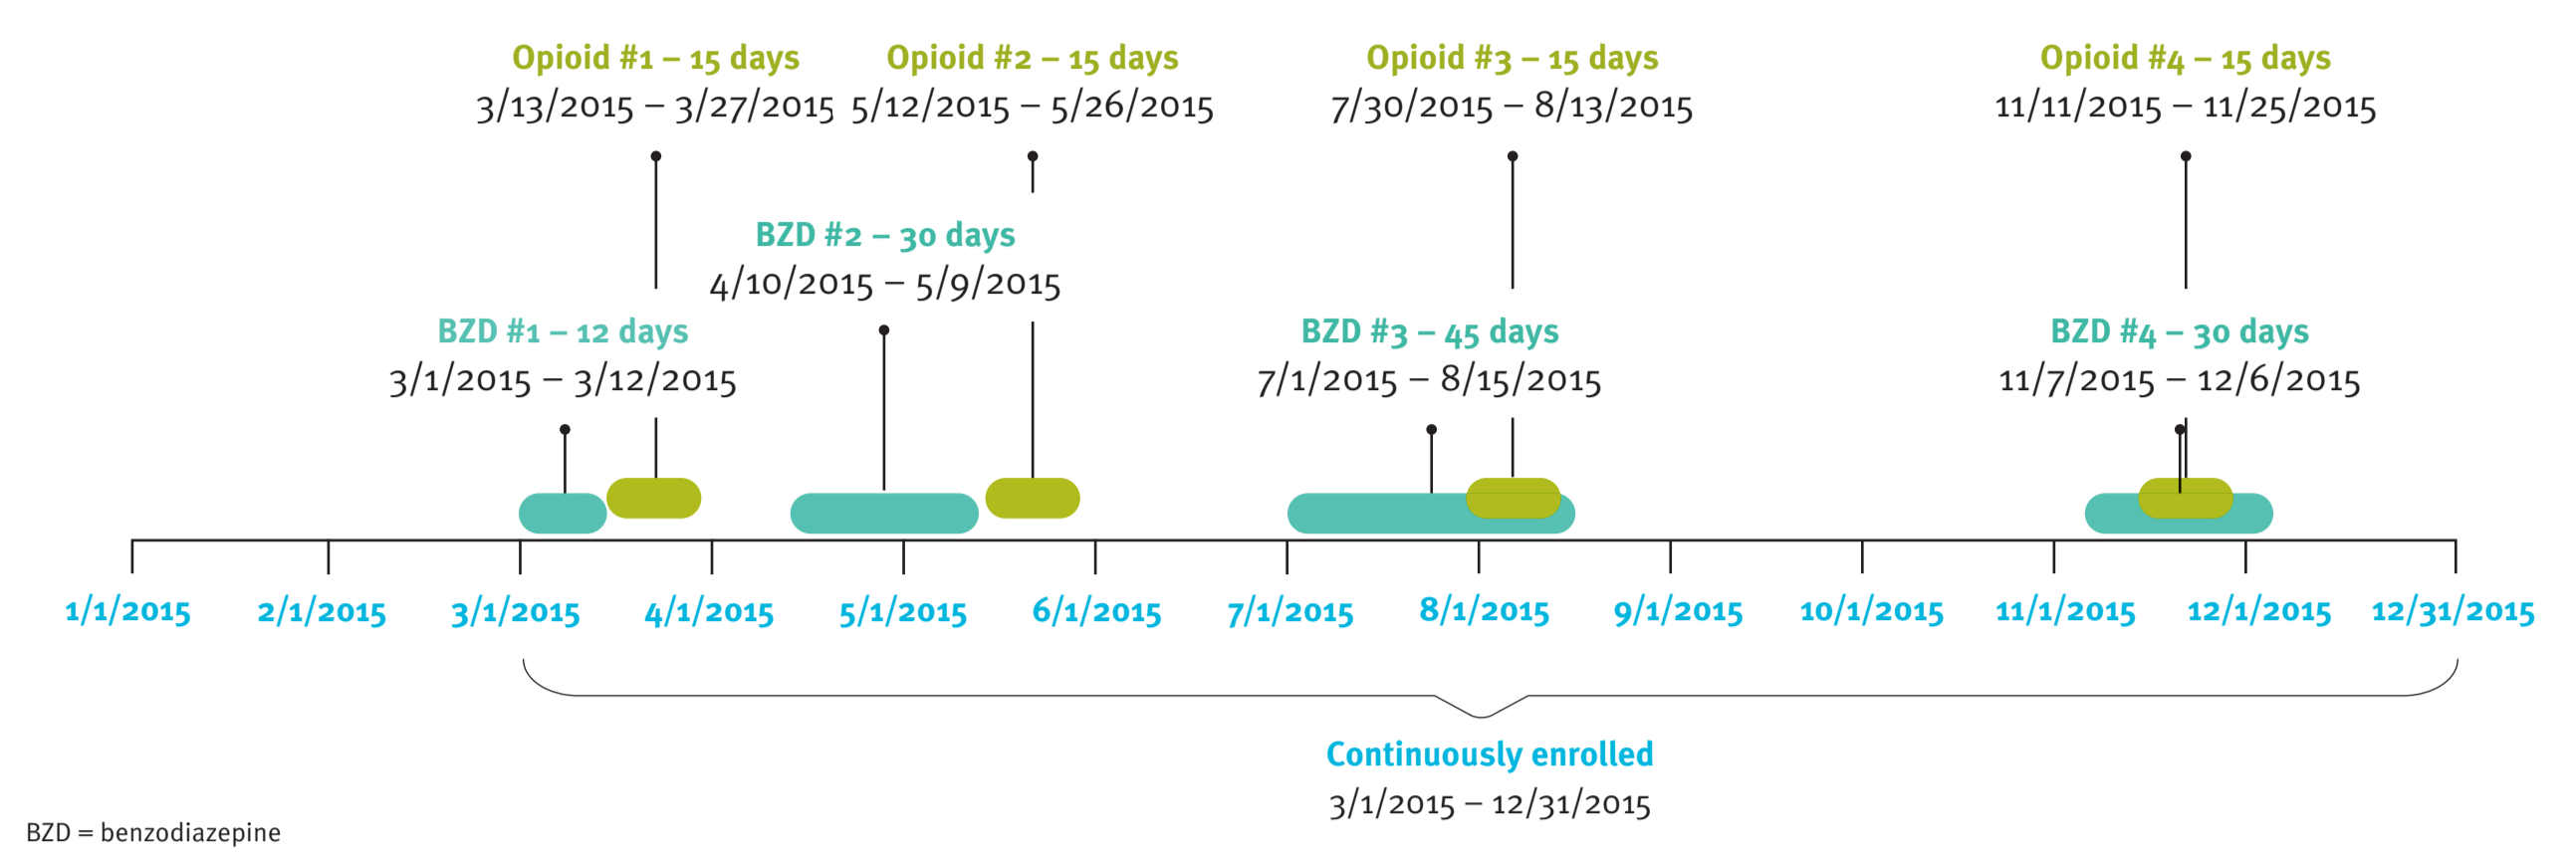 Opioid #1 – 15 days
3/13/2015 – 3/27/2015
Opioid #2 – 15 days
5/12/2015 – 5/26/2015
Opioid #3 – 15 days
7/30/2015 – 8/13/2015
Opioid #4 – 15 days
11/11/2015 – 11/25/2015
BZD #2 – 30 days
4/10/2015 – 5/9/2015
BZD #1 – 12 days
3/1/2015 – 3/12/2015
BZD #3 – 45 days
7/1/2015 – 8/15/2015
BZD #4 – 30 days
11/7/2015 – 12/6/2015
1/1/2015
2/1/2015
3/1/2015
4/1/2015
5/1/2015
6/1/2015
7/1/2015
8/1/2015
9/1/2015
10/1/2015
11/1/2015
12/1/2015
12/31/2015
Continuously enrolled
3/1/2015 – 12/31/2015
BZD = benzodiazepine